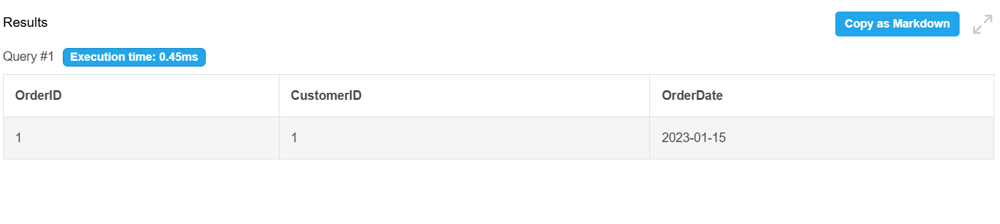 Results
Copy as Markdown
Query #1 Execution time: 0.45ms
OrderID CustomerID OrderDate
1 1 2023-01-15